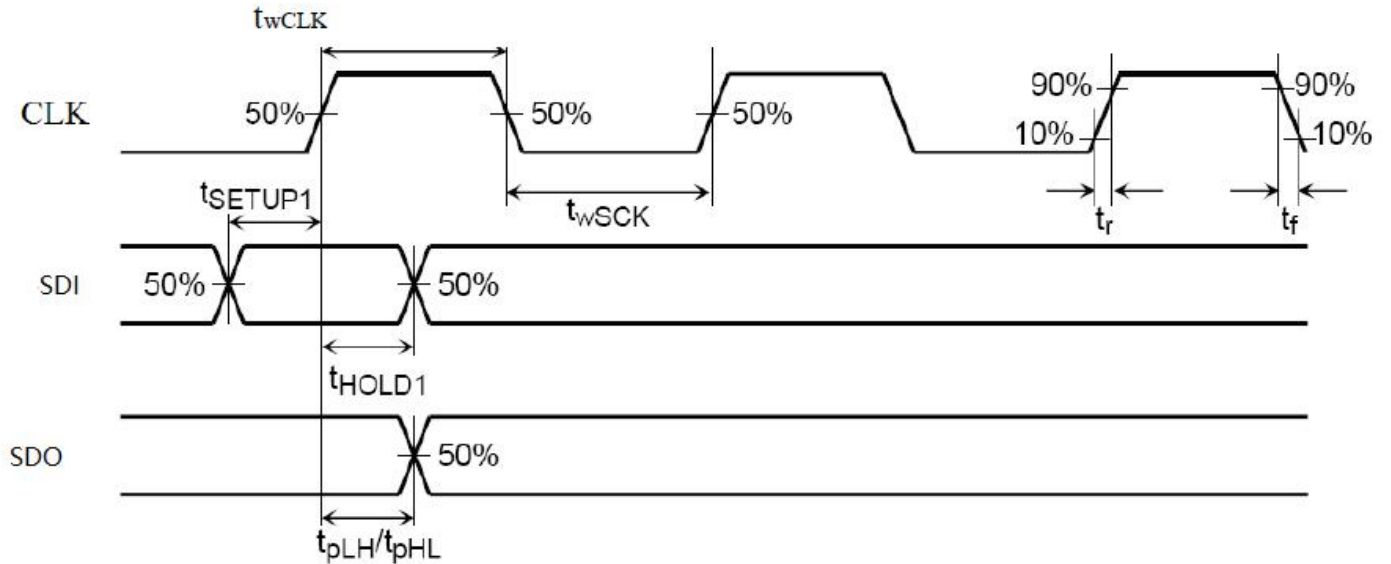 twCLK
90%
90%
CLK
50%
50%
50%
10%
10%
tSETUP1
twSCK
tr
tf
SDI
50%
50%
tHOLD1
SDO
50%
tpLH/tpHL